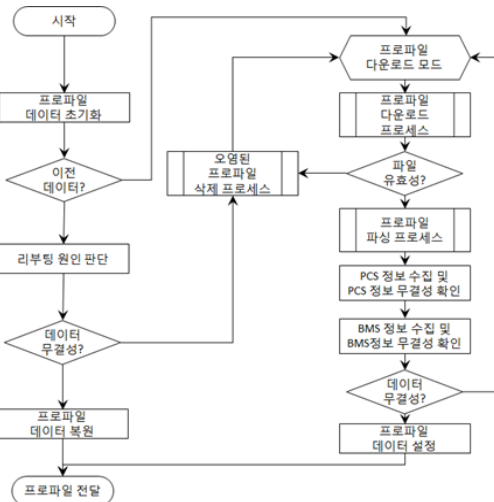 시작
프로파일
데이터 초기화
이전
데이터?
리부팅 원인 판단
데이터
무결성?
프로파일
데이터 복원
프로파일 전달
오염된
프로파일
삭제 프로세스
프로파일
다운로드 모드
프로파일
다운로드
프로세스
파일
유효성?
프로파일
파싱 프로세스
PCS 정보 수집 및
PCS 정보 무결성 확인
BMS 정보 수집 및
BMS정보 무결성 확인
데이터
무결성?
프로파일
데이터 설정